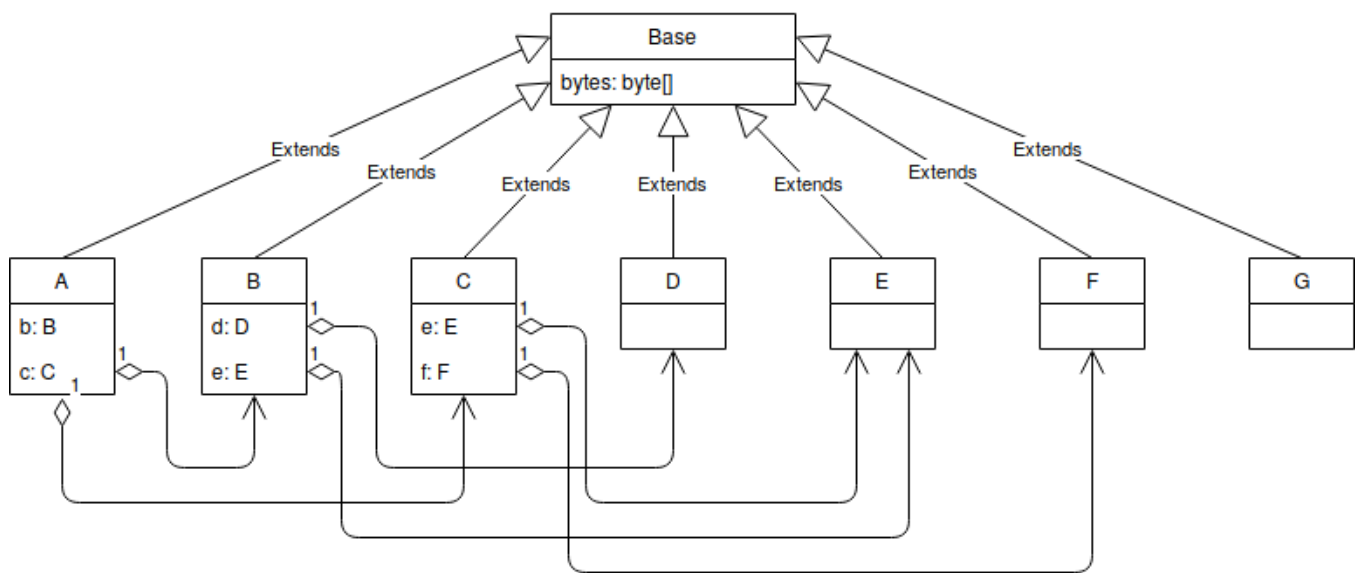 Base
bytes: byte[]
Extends
Extends
Extends
Extends
Extends
Extends
Extends
A
b: B
c: C
1
1
B
d: D
e: E
1
1
C
e: E
f: F
1
1
D
E
F
G